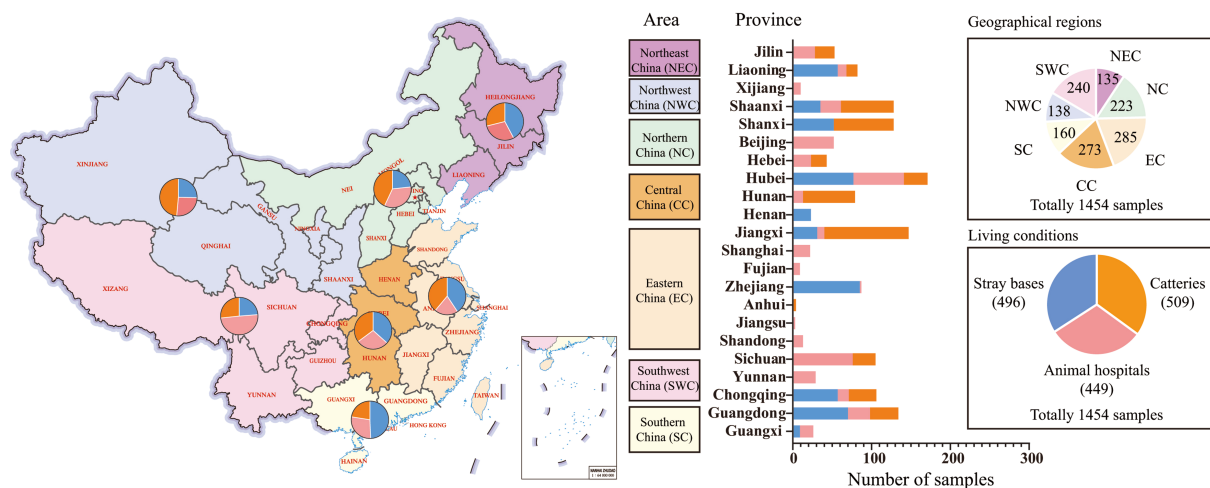 HEILONGJIANG
JILIN
LIAONING
XINJIANG
NEI
GANSU
NINGXIA
HEBEI
TIANJIN
SHANXI
SHANDONG
QINGHAI
SHAANXI
HENAN
XIZANG
SICHUAN
CHONGQING
SHANGHAI
ZHEJIANG
HUNAN
JIANGXI
GUIZHOU
FUJIAN
YUNNAN
GUANGXI
GUANGDONG
TAIWAN
HONG KONG
HAINAN
Area
Northeast
China (NEC)
Northwest
China (NWC)
Northern
China (NC)
Central
China (CC)
Eastern
China (EC)
Southwest
China (SWC)
Southern
China (SC)
Province
Jilin
Liaoning
Xijiang
Shaanxi
Shanxi
Beijing
Hebei
Hubei
Hunan
Henan
Jiangxi
Shanghai
Fujian
Zhejiang
Anhui
Jiangsu
Shandong
Sichuan
Yunnan
Chongqing
Guangdong
Guangxi
0 100 200 300
Number of samples
Geographical regions
NEC
135
NC
223
EC
285
CC
273
SC
160
NWC
138
SWC
240
Totally 1454 samples
Living conditions
Stray bases
(496)
Catteries
(509)
Animal hospitals
(449)
Totally 1454 samples